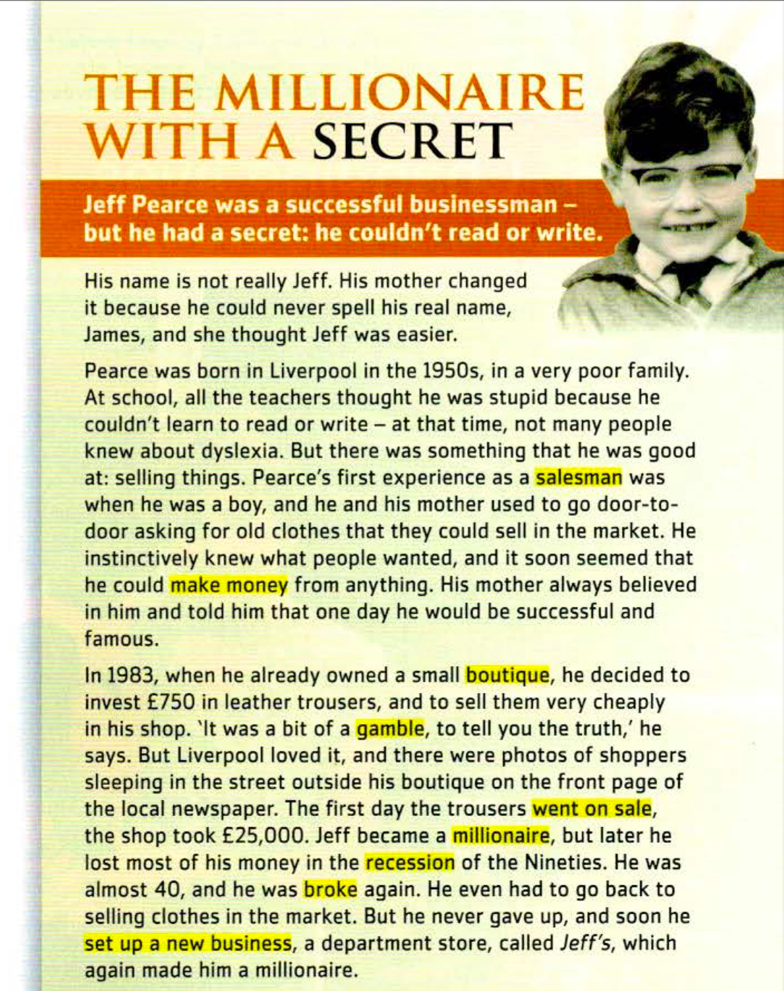 THE MILLIONAIRE
WITH A SECRET
Jeff Pearce was a successful businessman –
but he had a secret: he couldn't read or write.
His name is not really Jeff. His mother changed
it because he could never spell his real name,
James, and she thought Jeff was easier.
Pearce was born in Liverpool in the 1950s, in a very poor family.
At school, all the teachers thought he was stupid because he
couldn't learn to read or write – at that time, not many people
knew about dyslexia. But there was something that he was good
at: selling things. Pearce's first experience as a salesman was
when he was a boy, and he and his mother used to go door-to-
door asking for old clothes that they could sell in the market. He
instinctively knew what people wanted, and it soon seemed that
he could make money from anything. His mother always believed
in him and told him that one day he would be successful and
famous.
In 1983, when he already owned a small boutique, he decided to
invest £750 in leather trousers, and to sell them very cheaply
in his shop. 'It was a bit of a gamble, to tell you the truth,' he
says. But Liverpool loved it, and there were photos of shoppers
sleeping in the street outside his boutique on the front page of
the local newspaper. The first day the trousers went on sale,
the shop took £25,000. Jeff became a millionaire, but later he
lost most of his money in the recession of the Nineties. He was
almost 40, and he was broke again. He even had to go back to
selling clothes in the market. But he never gave up, and soon he
set up a new business, a department store, called Jeff's, which
again made him a millionaire.